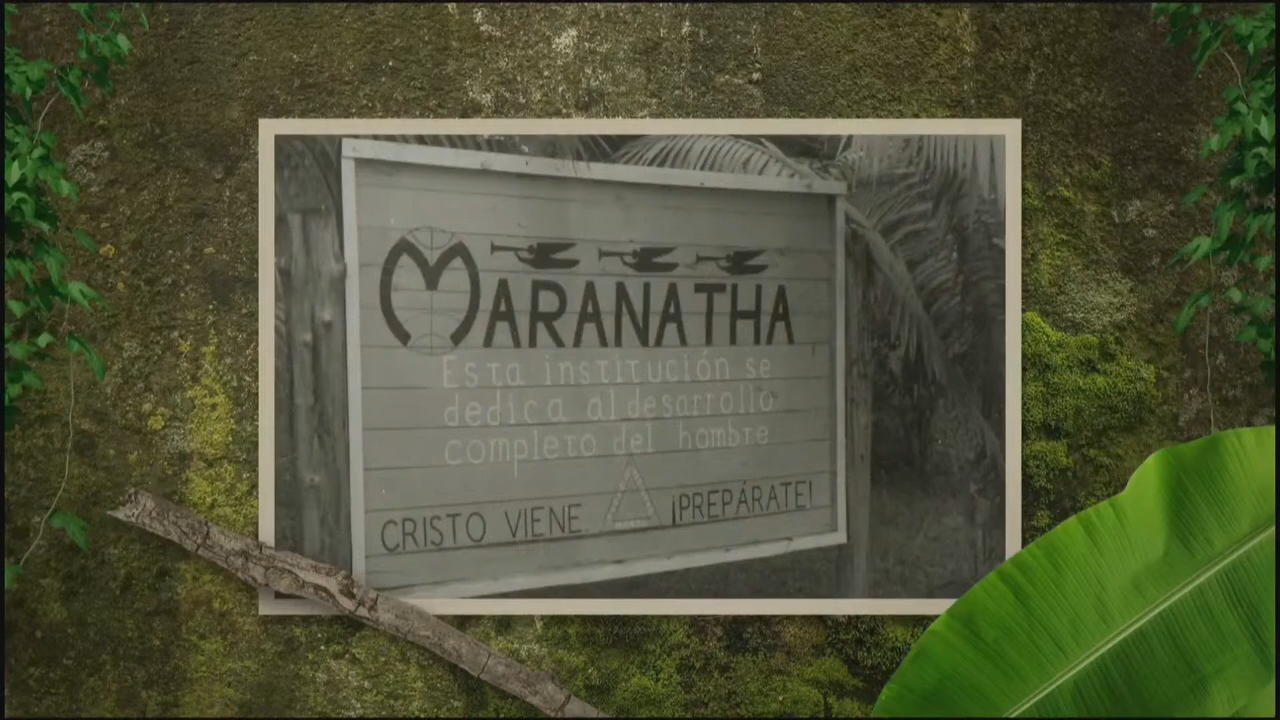 MARANATHA
Esta institución se
dedica al desarrollo
completo del hombre
CRISTO VIENE ¡PREPÁRATE!